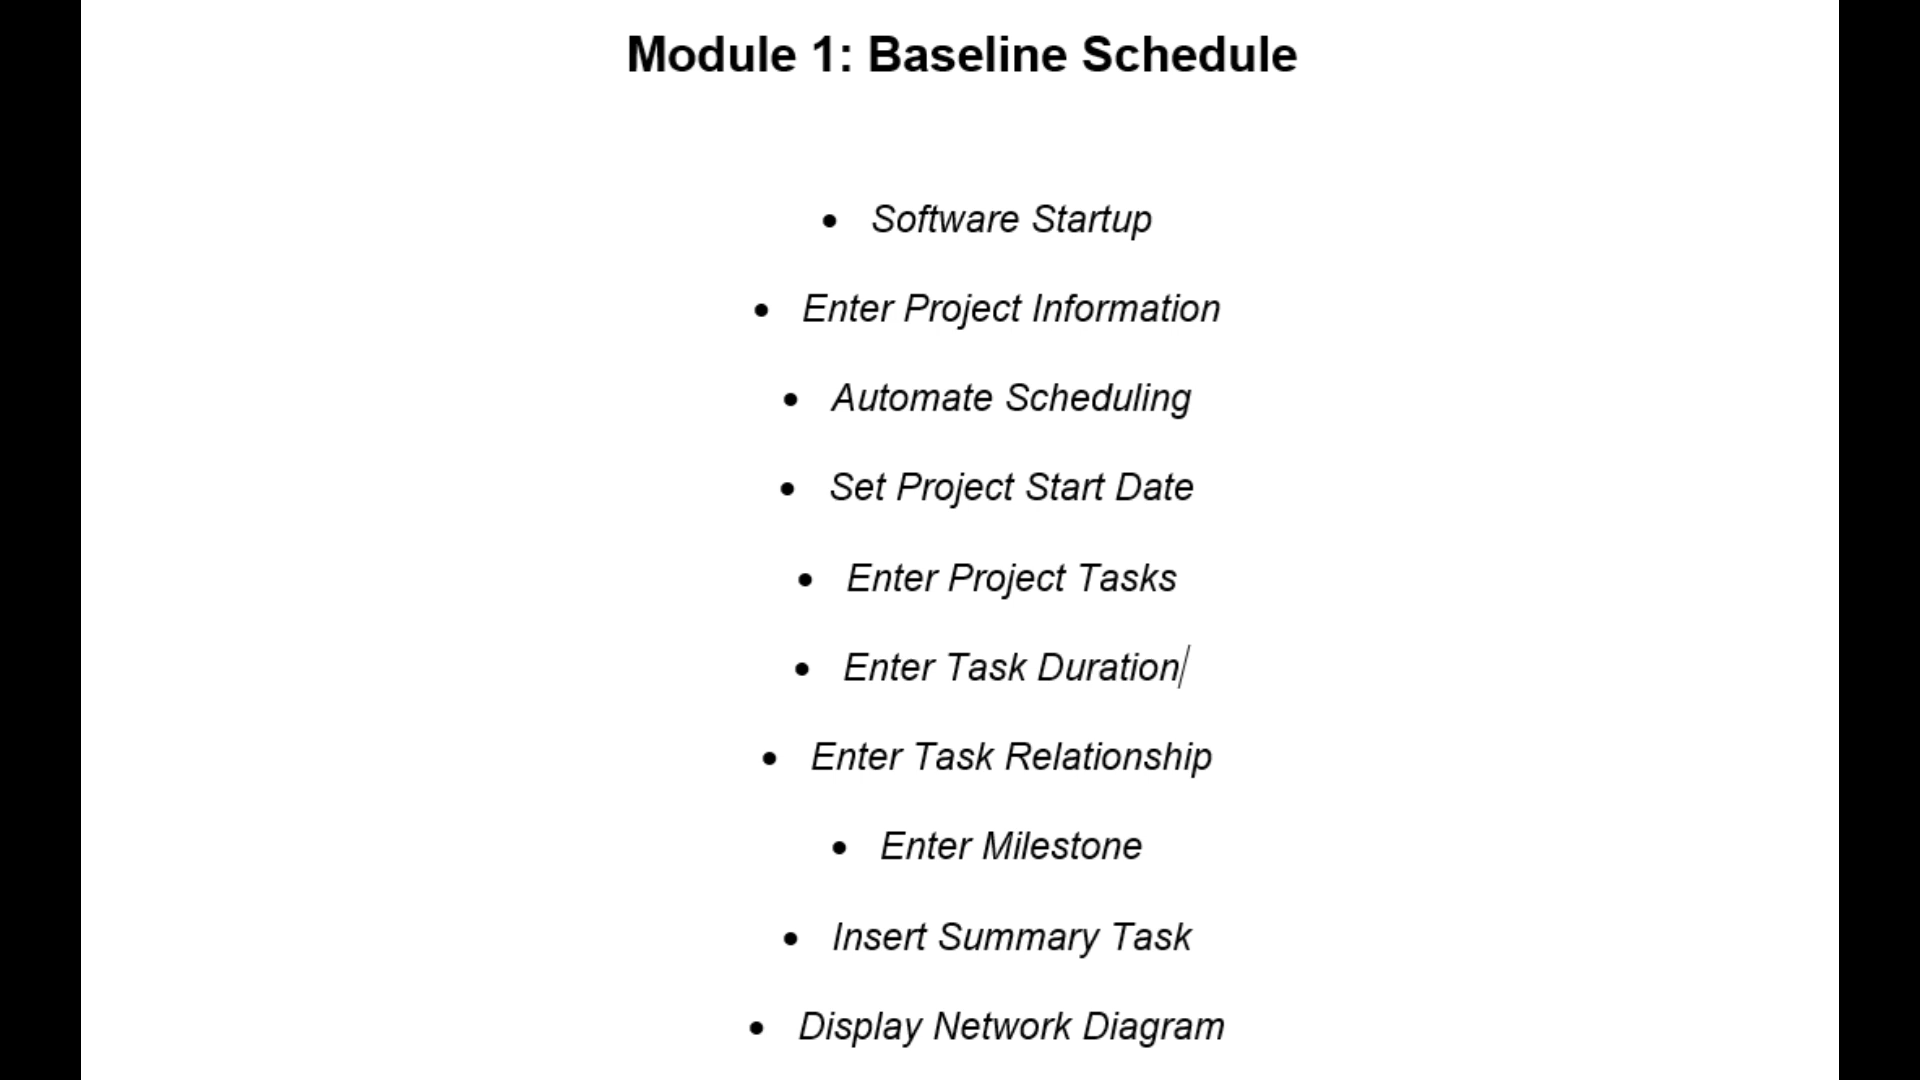 Module 1: Baseline Schedule
• Software Startup
• Enter Project Information
• Automate Scheduling
• Set Project Start Date
• Enter Project Tasks
• Enter Task Duration
• Enter Task Relationship
• Enter Milestone
• Insert Summary Task
• Display Network Diagram